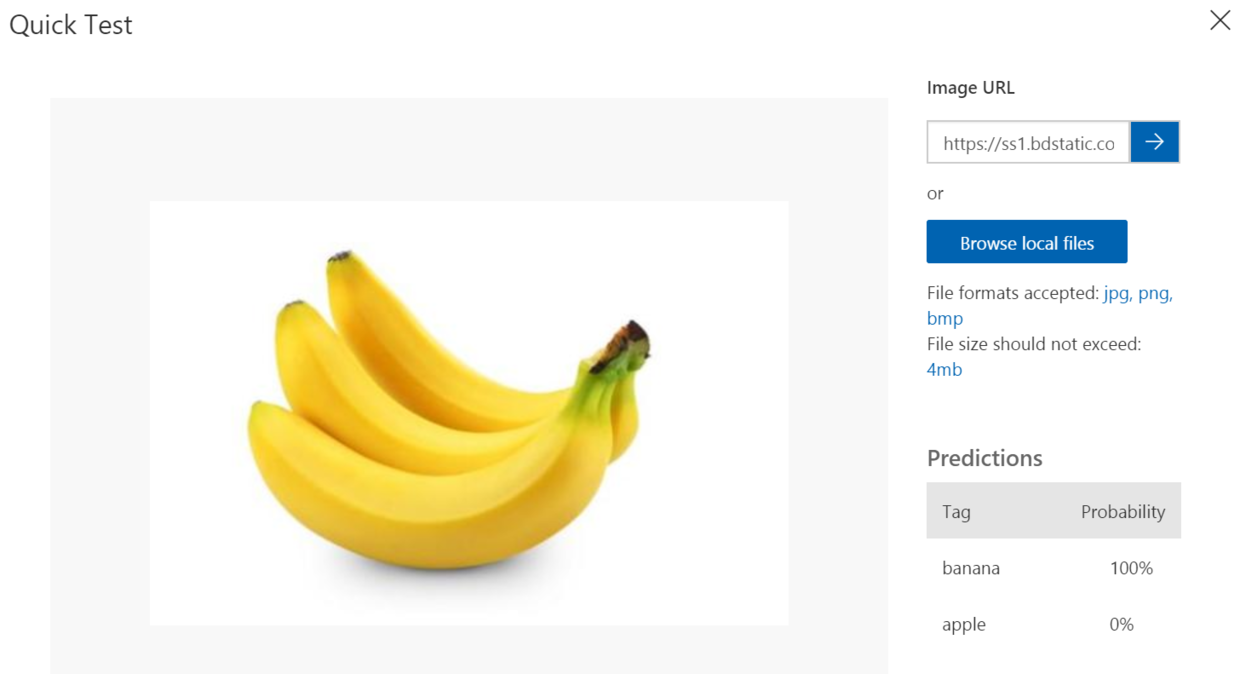 Quick Test
Image URL
https://ss1.bdstatic.co
or
Browse local files
File formats accepted: jpg, png,
bmp
File size should not exceed:
4mb
Predictions
Tag Probability
banana 100%
apple 0%